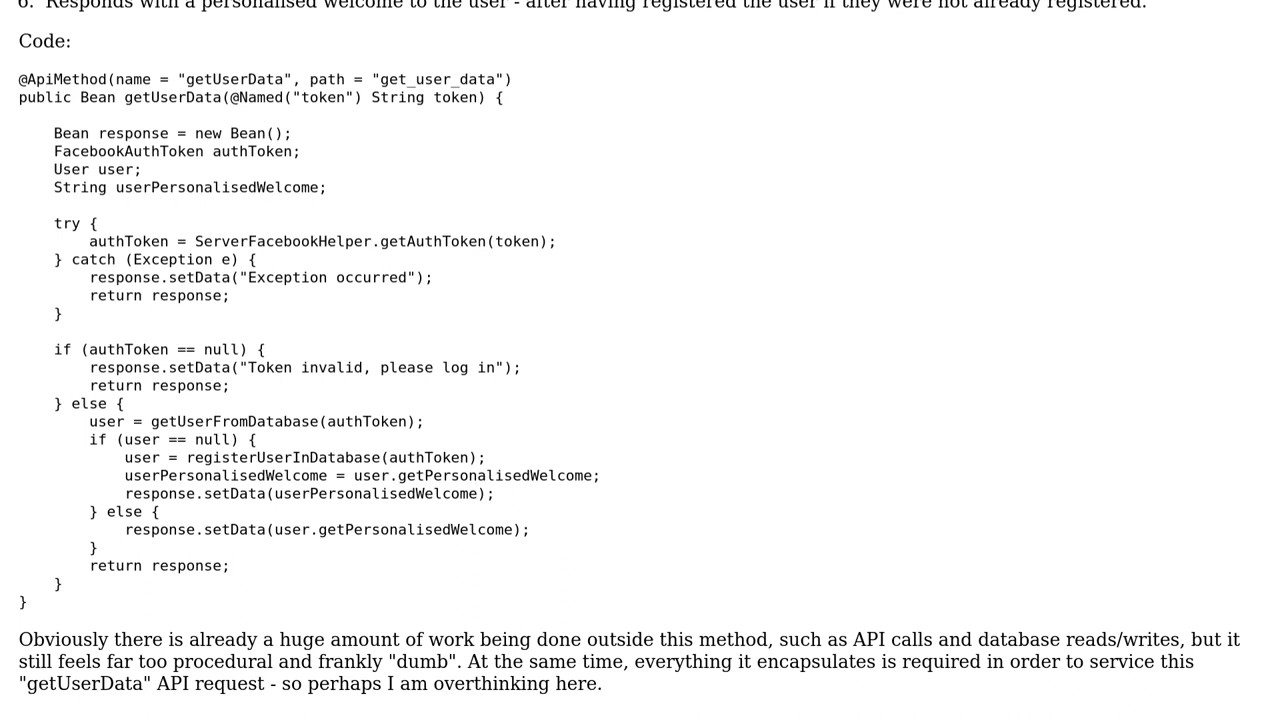 6. Responds with a personalised welcome to the user - after having registered the user if they were not already registered.
Code:
@ApiMethod(name = "getUserData", path = "get_user_data")
public Bean getUserData(@Named("token") String token) {
    Bean response = new Bean();
    FacebookAuthToken authToken;
    User user;
    String userPersonalisedWelcome;
    try {
        authToken = ServerFacebookHelper.getAuthToken(token);
    } catch (Exception e) {
        response.setData("Exception occurred");
        return response;
    }
    if (authToken == null) {
        response.setData("Token invalid, please log in");
        return response;
    } else {
        user = getUserFromDatabase(authToken);
        if (user == null) {
            user = registerUserInDatabase(authToken);
            userPersonalisedWelcome = user.getPersonalisedWelcome;
            response.setData(userPersonalisedWelcome);
        } else {
            response.setData(user.getPersonalisedWelcome);
        }
        return response;
    }
}
Obviously there is already a huge amount of work being done outside this method, such as API calls and database reads/writes, but it
still feels far too procedural and frankly "dumb". At the same time, everything it encapsulates is required in order to service this
"getUserData" API request - so perhaps I am overthinking here.